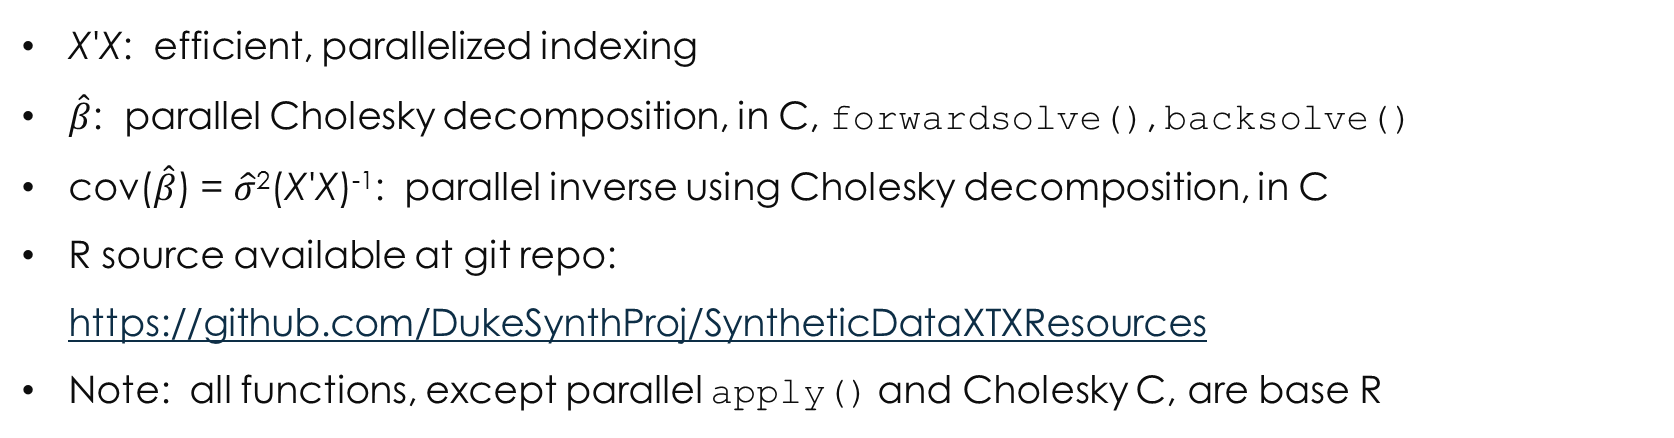 • X'X: efficient, parallelized indexing
• β̂: parallel Cholesky decomposition, in C, forwardsolve(),backsolve()
• cov(β̂) = σ̂²(X'X)⁻¹: parallel inverse using Cholesky decomposition, in C
• R source available at git repo:
https://github.com/DukeSynthProj/SyntheticDataXTXResources
• Note: all functions, except parallel apply() and Cholesky C, are base R